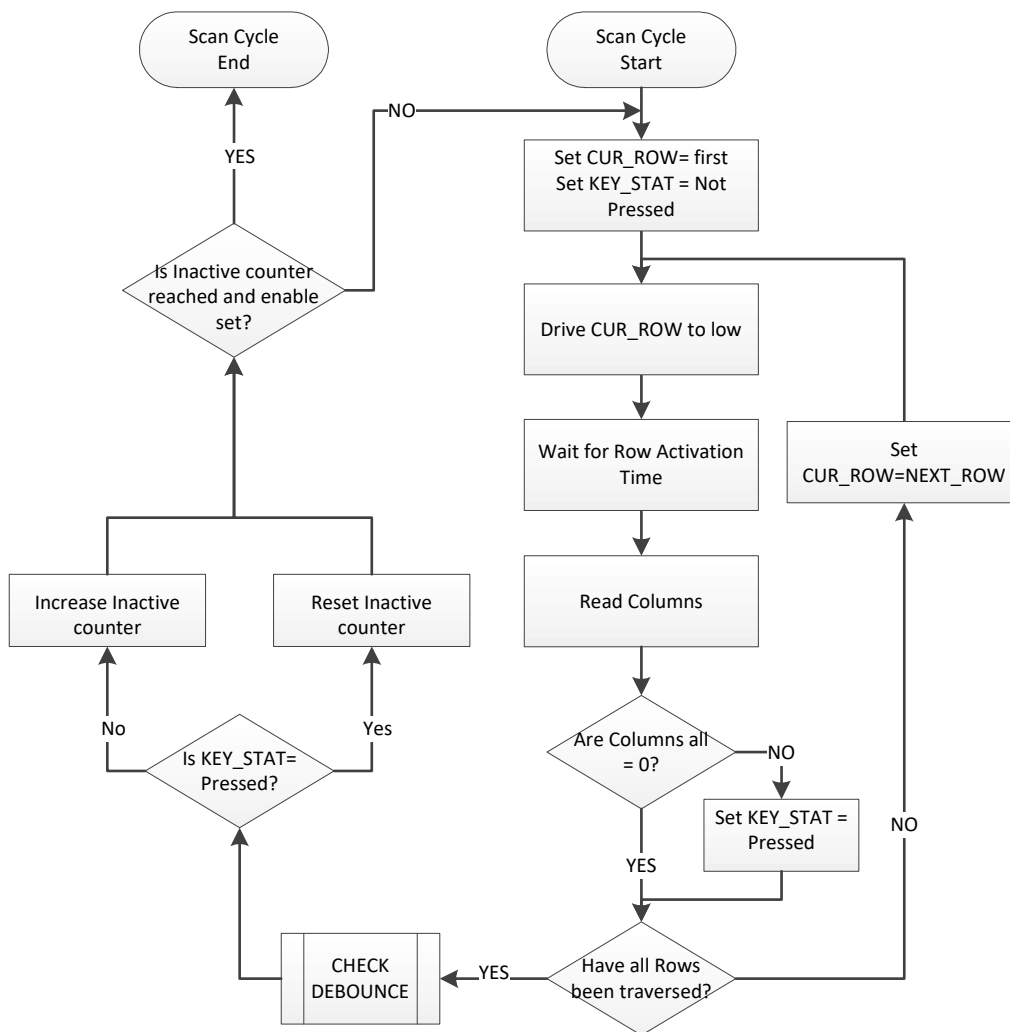 Scan Cycle
End
Scan Cycle
Start
NO
YES
Set CUR_ROW= first
Set KEY_STAT = Not
Pressed
Is Inactive counter
reached and enable
set?
Drive CUR_ROW to low
Wait for Row Activation
Time
Set
CUR_ROW=NEXT_ROW
Increase Inactive
counter
Reset Inactive
counter
Read Columns
No
Yes
Is KEY_STAT=
Pressed?
Are Columns all
= 0?
NO
Set KEY_STAT =
Pressed
NO
YES
CHECK
DEBOUNCE
YES
Have all Rows
been traversed?